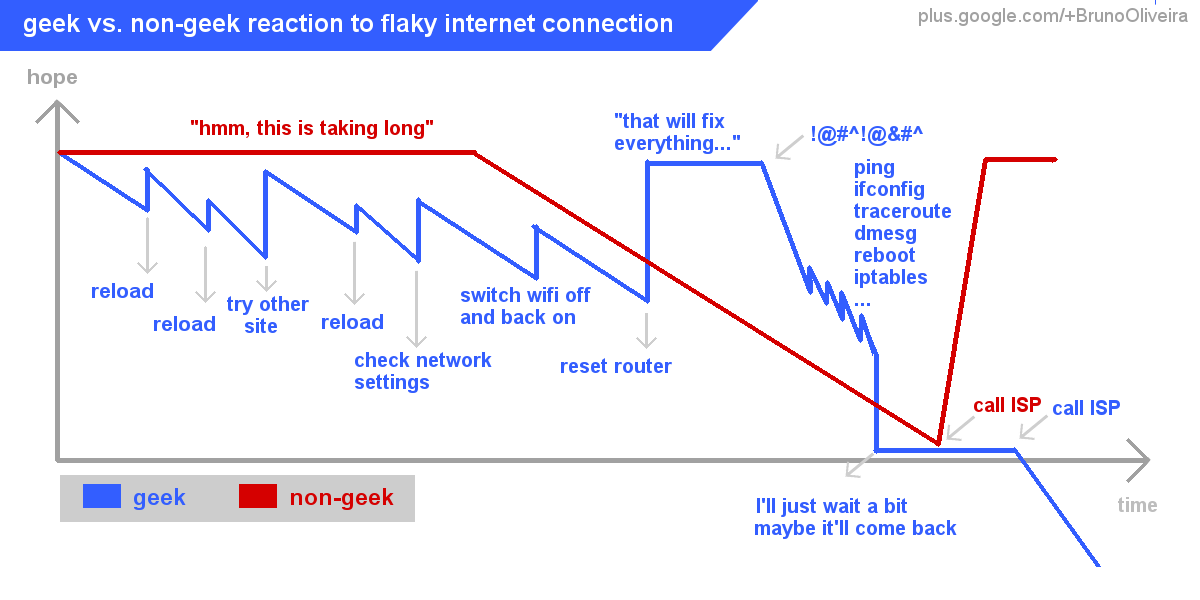 geek vs. non-geek reaction to flaky internet connection
plus.google.com/+BrunoOliveira
hope
"hmm, this is taking long"
"that will fix
everything..."
!@#^!@&#^
ping
ifconfig
traceroute
dmesg
reboot
iptables
...
reload
reload
try other
site
reload
check network
settings
switch wifi off
and back on
reset router
call ISP
call ISP
I'll just wait a bit
maybe it'll come back
time
geek
non-geek